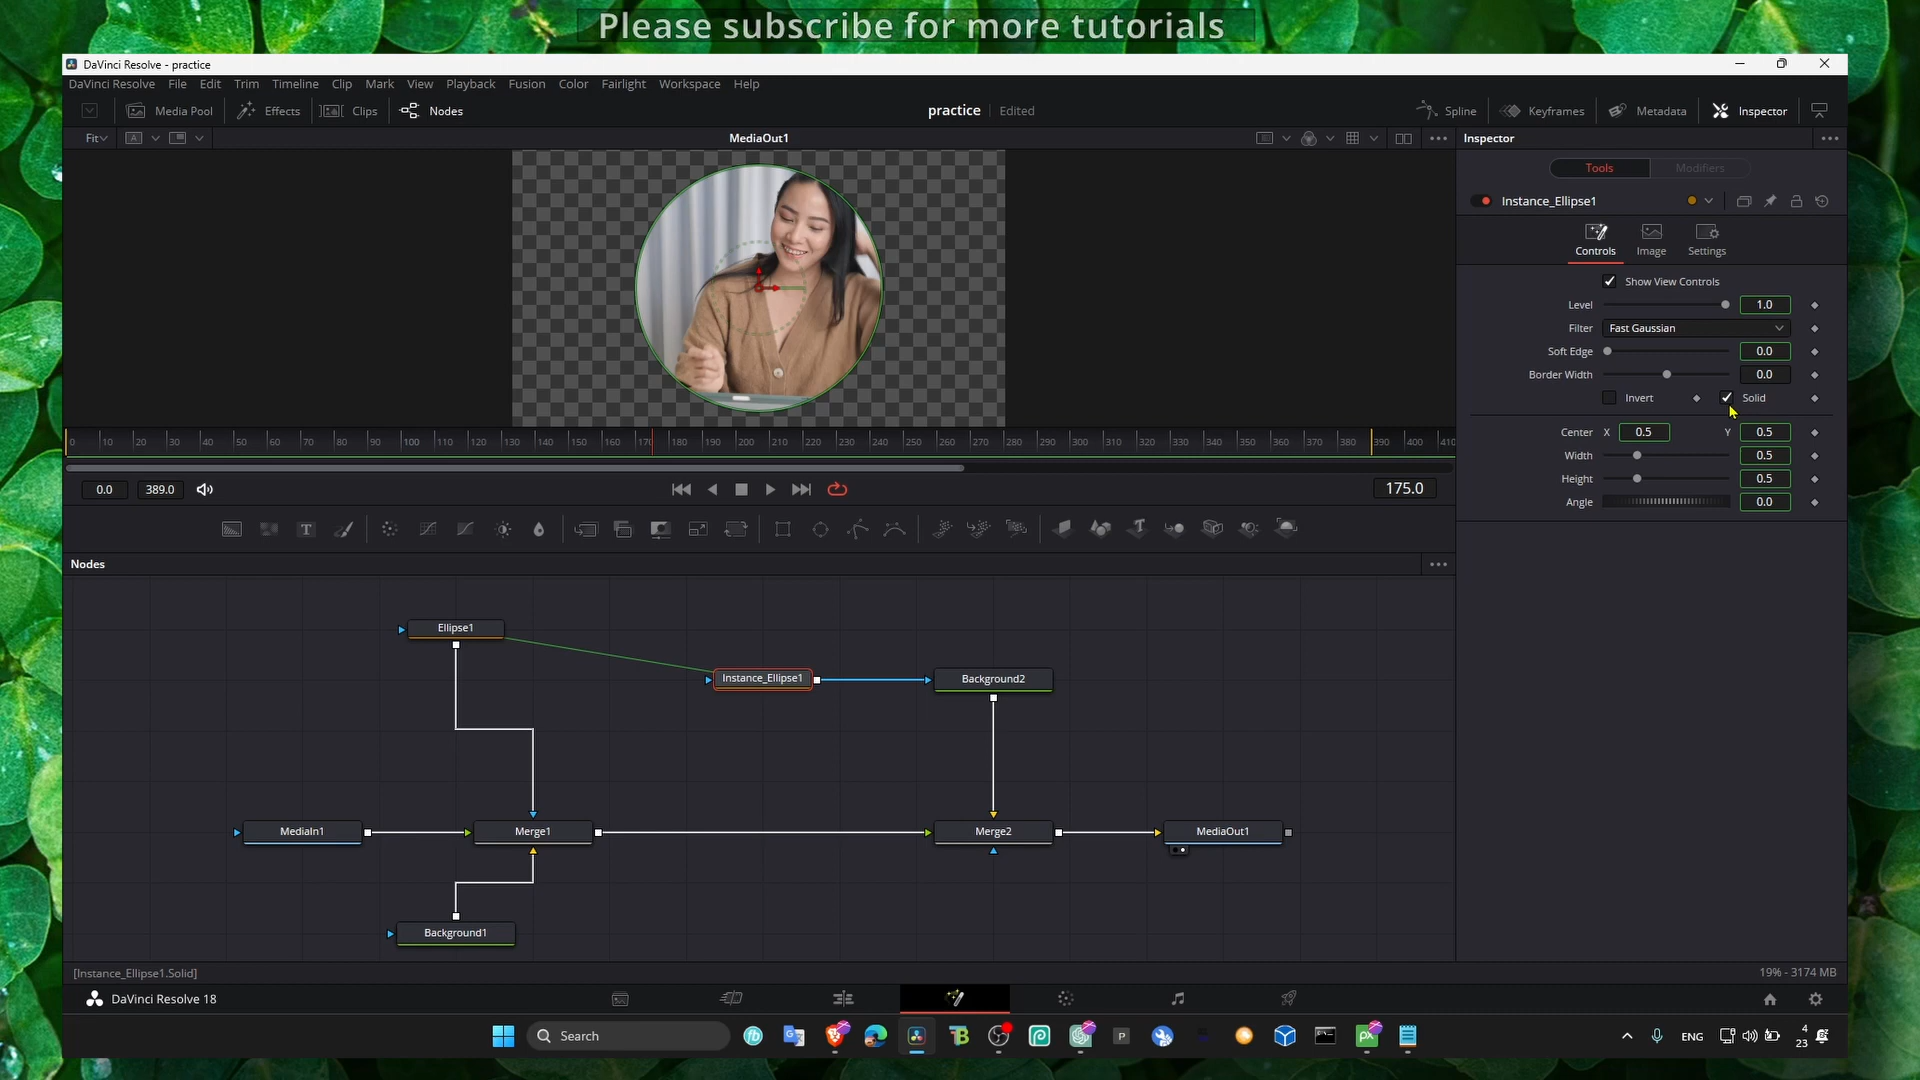 Please subscribe for more tutorials
DaVinci Resolve - practice
DaVinci Resolve File Edit Trim Timeline Clip Mark View Playback Fusion Color Fairlight Workspace Help
Media Pool Effects Clips Nodes practice Edited Spline Keyframes Metadata Inspector
Fit A MediaOut1 Inspector
Tools Modifiers
Instance_Ellipse1
Controls Image Settings
Show View Controls
Level 1.0
Filter Fast Gaussian
Soft Edge 0.0
Border Width 0.0
Invert Solid
Center X 0.5 Y 0.5
Width 0.5
Height 0.5
Angle 0.0
0 10 20 30 40 50 60 70 80 90 100 110 120 130 140 150 160 170 180 190 200 210 220 230 240 250 260 270 280 290 300 310 320 330 340 350 360 370 380 390 400 410
0.0 389.0 175.0
T T
Nodes
Ellipse1
Instance_Ellipse1 Background2
MediaIn1 Merge1 Merge2 MediaOut1
Background1
[Instance_Ellipse1.Solid] 19% - 3174 MB
DaVinci Resolve 18
Search ENG 4
23